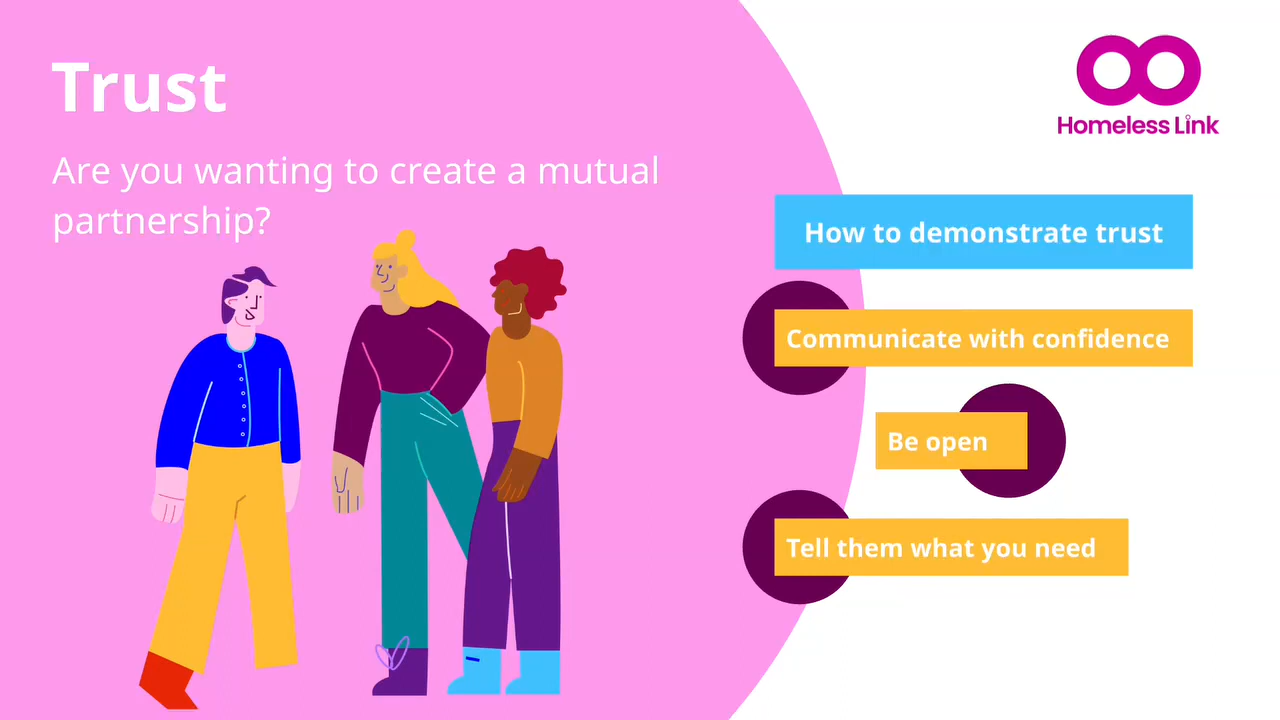 Trust
Are you wanting to create a mutual
partnership?
Homeless Link
How to demonstrate trust
Communicate with confidence
Be open
Tell them what you need